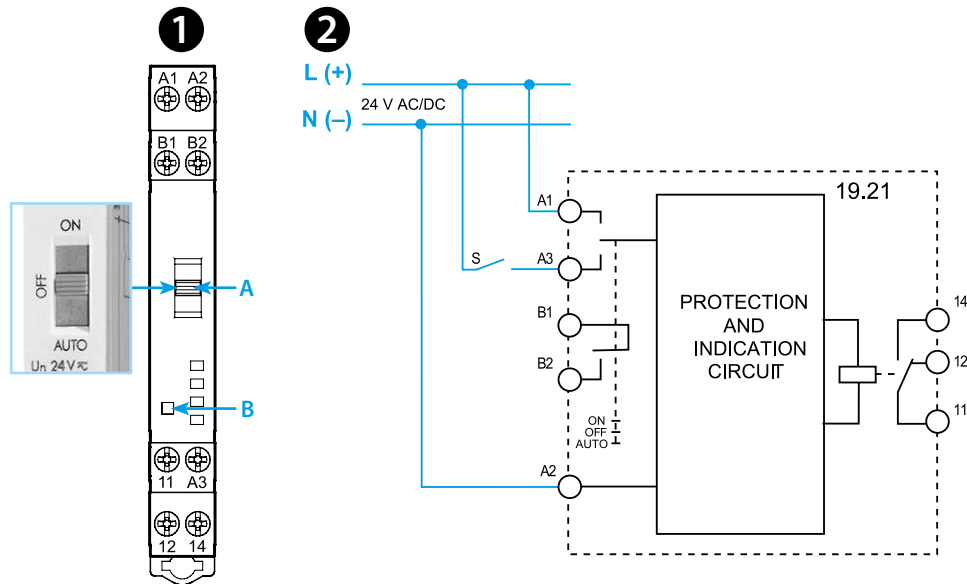 1
A1 A2
B1 B2
ON
OFF
AUTO
Un 24V
A
B
11 A3
12 14
2
L (+)
24 V AC/DC
N (–)
19.21
A1
S
A3
B1
B2
ON
OFF
AUTO
A2
PROTECTION
AND
INDICATION
CIRCUIT
14
12
11